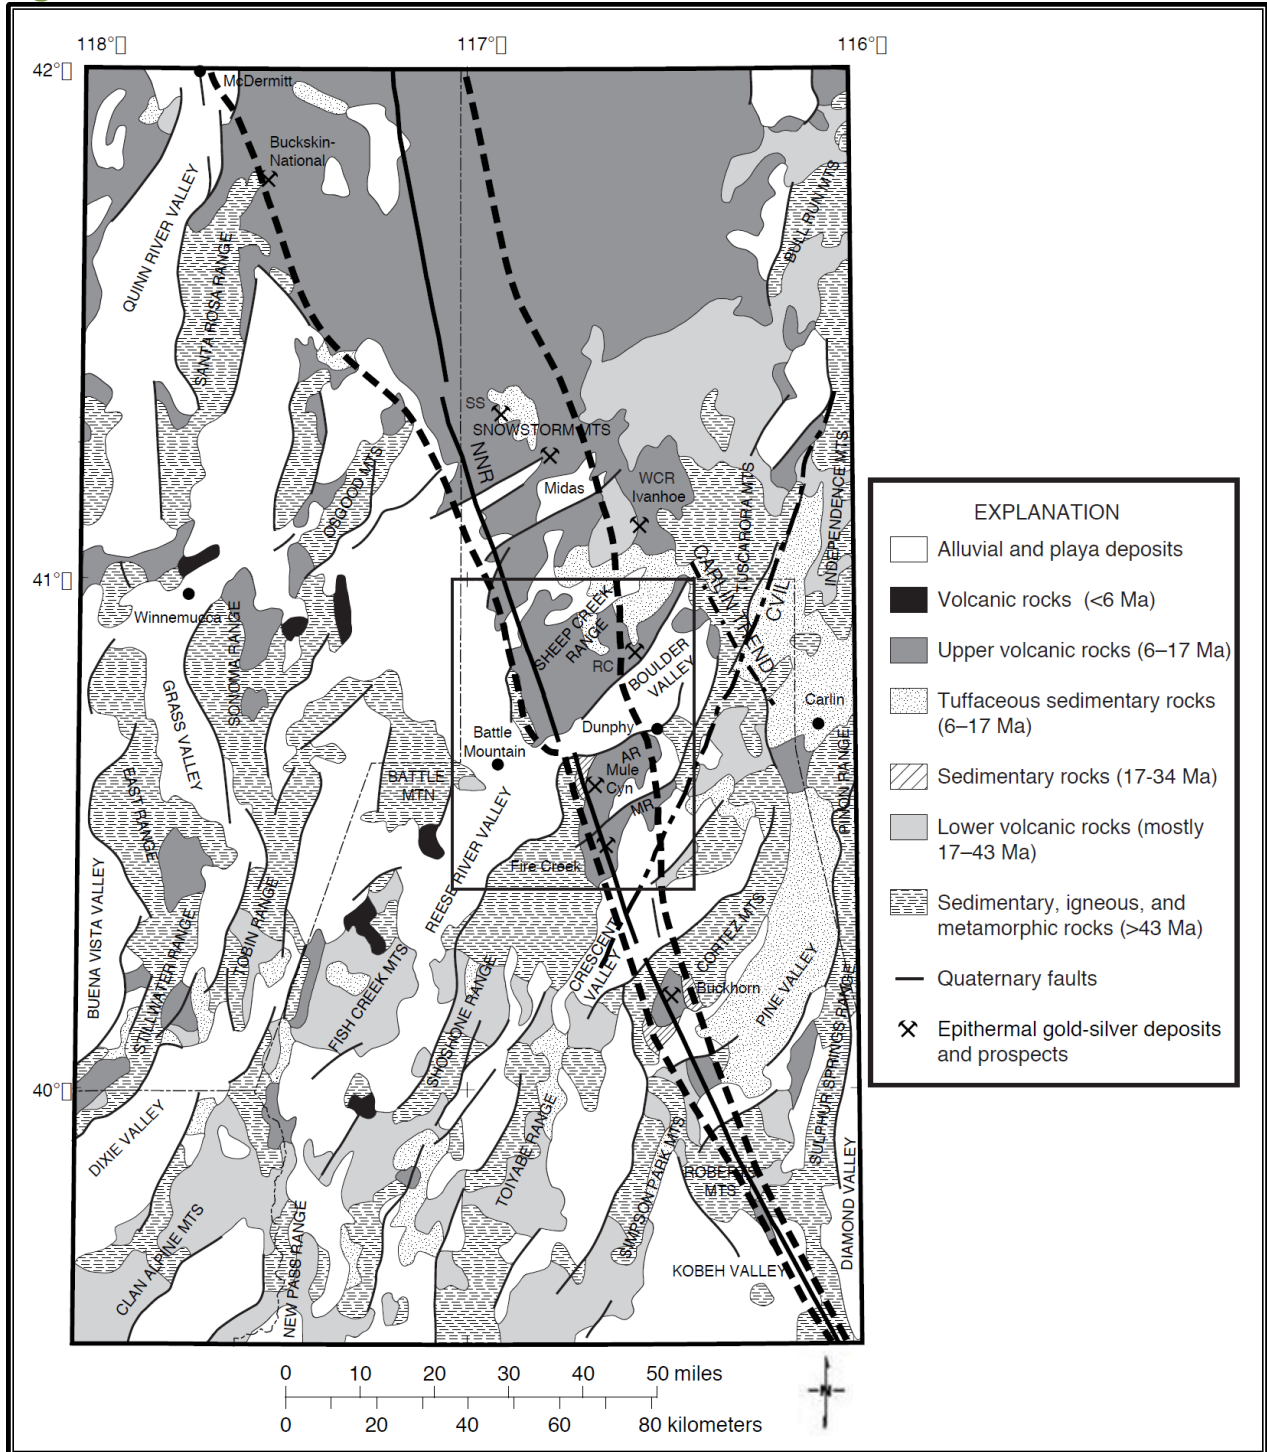 118°▯
117°▯
116°▯
42°▯
McDermitt
Buckskin-
National
QUINN RIVER VALLEY
SANTA ROSA RANGE
BULL RUN MTS
SS
SNOWSTORM MTS
NNR
Midas
WCR
Ivanhoe
OSGOOD MTS
TUSCARORA MTS
INDEPENDENCE MTS
CARLIN TREND
CVIL
41°▯
Winnemucca
SONOMA RANGE
SHEEP CREEK
RANGE
RC
BOULDER
VALLEY
GRASS VALLEY
Carlin
Dunphy
Battle
Mountain
AR
Mule
Cyn
MR
BATTLE
MTN
EAST RANGE
PINON RANGE
REESE RIVER VALLEY
Fire Creek
BUENA VISTA VALLEY
STILLWATER RANGE
TOBIN RANGE
FISH CREEK MTS
SHOSHONE RANGE
CRESCENT
VALLEY
CORTEZ MTS
Buckhorn
PINE VALLEY
SULPHUR SPRINGS RANGE
40°▯
DIXIE VALLEY
TOIYABE RANGE
SIMPSON PARK MTS
ROBERTS
MTS
DIAMOND VALLEY
CLAN ALPINE MTS
NEW PASS RANGE
KOBEH VALLEY
EXPLANATION
Alluvial and playa deposits
Volcanic rocks (<6 Ma)
Upper volcanic rocks (6–17 Ma)
Tuffaceous sedimentary rocks
(6–17 Ma)
Sedimentary rocks (17-34 Ma)
Lower volcanic rocks (mostly
17–43 Ma)
Sedimentary, igneous, and
metamorphic rocks (>43 Ma)
Quaternary faults
Epithermal gold-silver deposits
and prospects
0 10 20 30 40 50 miles
0 20 40 60 80 kilometers
N